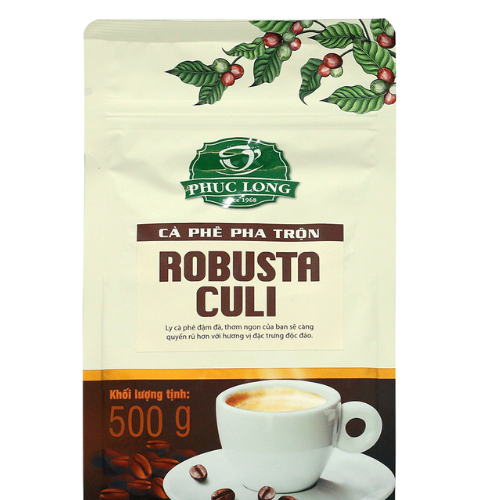 PHUC LONG
Since 1968
CÀ PHÊ PHA TRỘN
ROBUSTA
CULI
Ly cà phê đậm đà, thơm ngon của bạn sẽ càng
quyến rũ hơn với hương vị đặc trưng độc đáo.
Khối lượng tịnh:
500 g